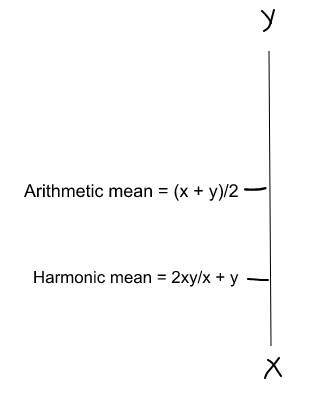 y
Arithmetic mean = (x + y)/2
Harmonic mean = 2xy/x + y
x